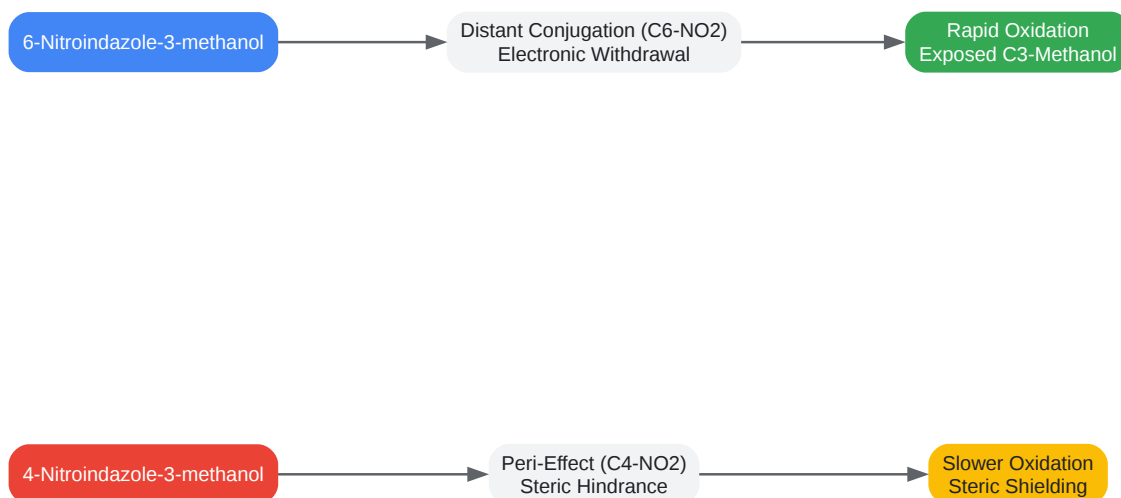 6-Nitroindazole-3-methanol
Distant Conjugation (C6-NO2)
Electronic Withdrawal
Rapid Oxidation
Exposed C3-Methanol
4-Nitroindazole-3-methanol
Peri-Effect (C4-NO2)
Steric Hindrance
Slower Oxidation
Steric Shielding